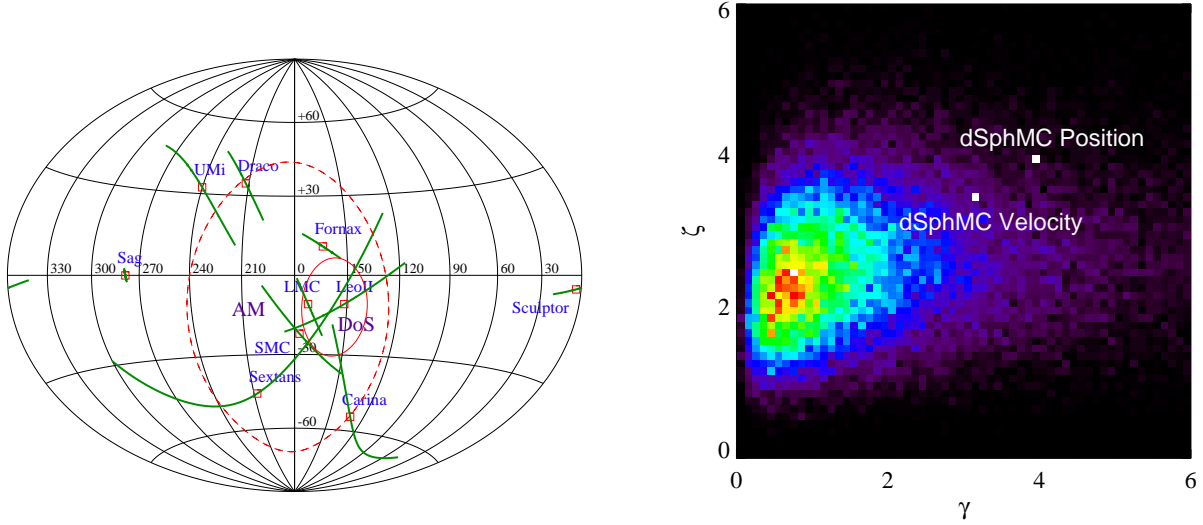 +60
UMi
Draco
+30
Fornax
Sag
330
300
270
240
210
0
150
120
90
60
30
LMC
LeoII
AM
DoS
Sculptor
SMC
-30
Sextans
Carina
-60
6
4
2
0
ζ
dSphMC Position
dSphMC Velocity
0
2
4
6
γ